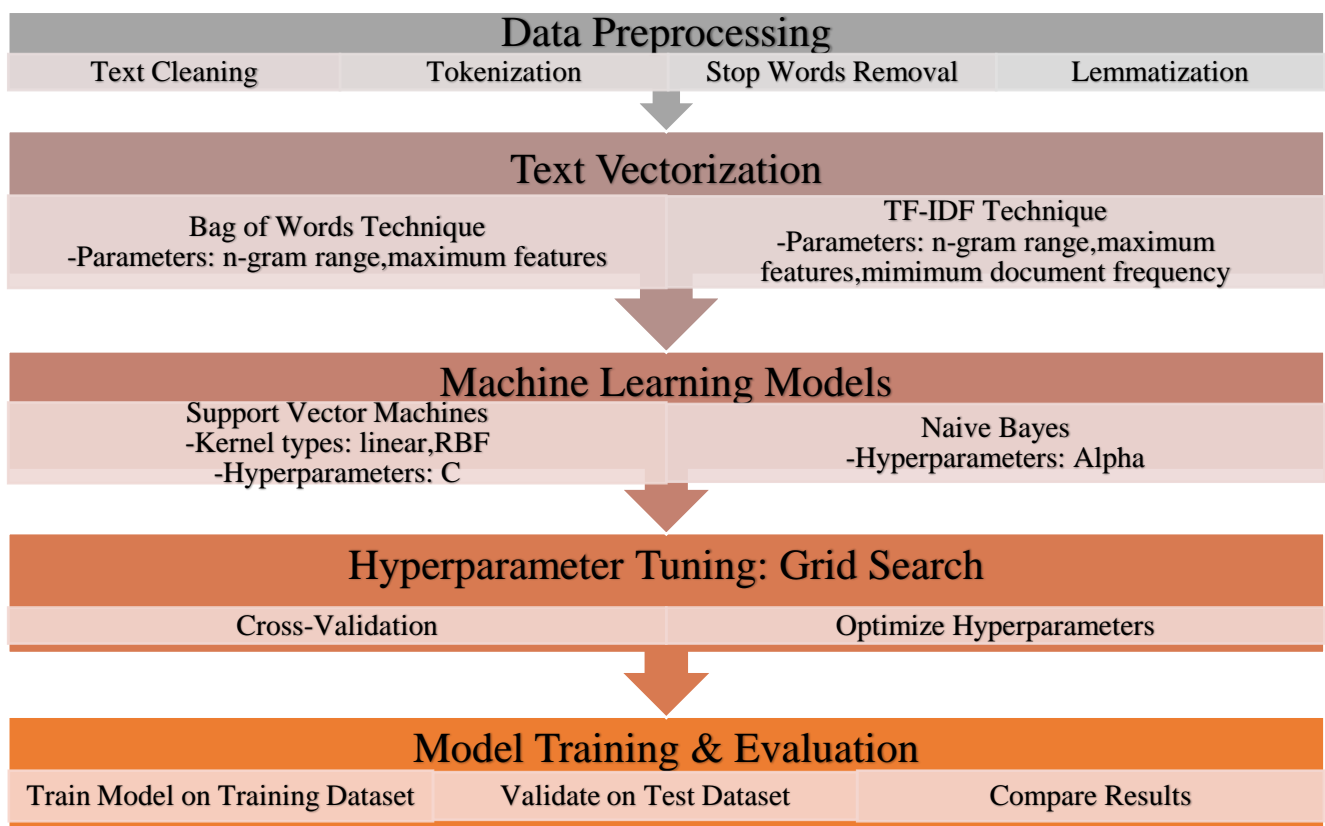 Data Preprocessing
Text Cleaning
Tokenization
Stop Words Removal
Lemmatization
Text Vectorization
Bag of Words Technique
-Parameters: n-gram range,maximum features
TF-IDF Technique
-Parameters: n-gram range,maximum
features,mimimum document frequency
Machine Learning Models
Support Vector Machines
-Kernel types: linear,RBF
-Hyperparameters: C
Naive Bayes
-Hyperparameters: Alpha
Hyperparameter Tuning: Grid Search
Cross-Validation
Optimize Hyperparameters
Model Training & Evaluation
Train Model on Training Dataset
Validate on Test Dataset
Compare Results